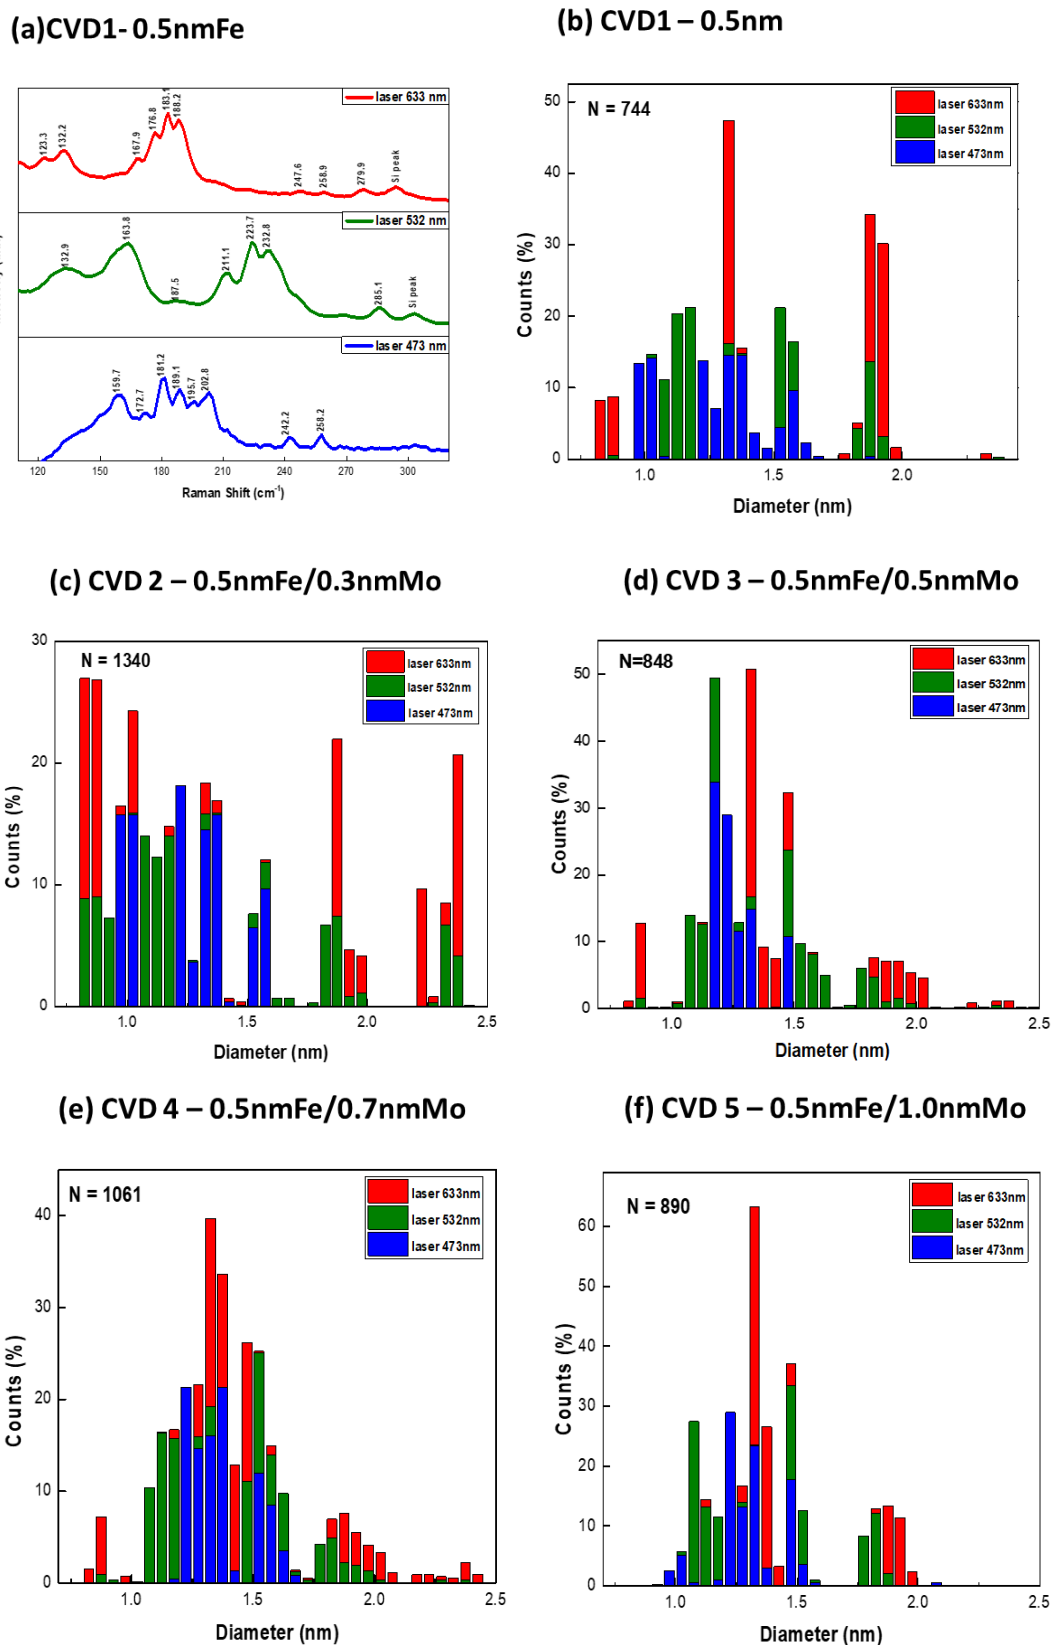 (a)CVD1- 0.5nmFe
laser 633 nm
123.3
132.2
167.9
176.8
183.1
188.2
247.6
258.9
279.9
Si peak
laser 532 nm
132.9
163.8
187.5
211.1
223.7
232.8
285.1
Si peak
laser 473 nm
159.7
172.7
181.2
189.1
195.7
202.8
242.2
258.2
120 150 180 210 240 270 300
Raman Shift (cm-1)
(b) CVD1 – 0.5nm
N = 744
laser 633nm
laser 532nm
laser 473nm
50
40
30
20
10
0
Counts (%)
1.0 1.5 2.0
Diameter (nm)
(c) CVD 2 – 0.5nmFe/0.3nmMo
N = 1340
laser 633nm
laser 532nm
laser 473nm
30
20
10
0
Counts (%)
1.0 1.5 2.0 2.5
Diameter (nm)
(d) CVD 3 – 0.5nmFe/0.5nmMo
N=848
laser 633nm
laser 532nm
laser 473nm
50
40
30
20
10
0
Counts (%)
1.0 1.5 2.0 2.5
Diameter (nm)
(e) CVD 4 – 0.5nmFe/0.7nmMo
N = 1061
laser 633nm
laser 532nm
laser 473nm
40
30
20
10
0
Counts (%)
1.0 1.5 2.0 2.5
Diameter (nm)
(f) CVD 5 – 0.5nmFe/1.0nmMo
N = 890
laser 633nm
laser 532nm
laser 473nm
60
50
40
30
20
10
0
Counts (%)
1.0 1.5 2.0 2.5
Diameter (nm)